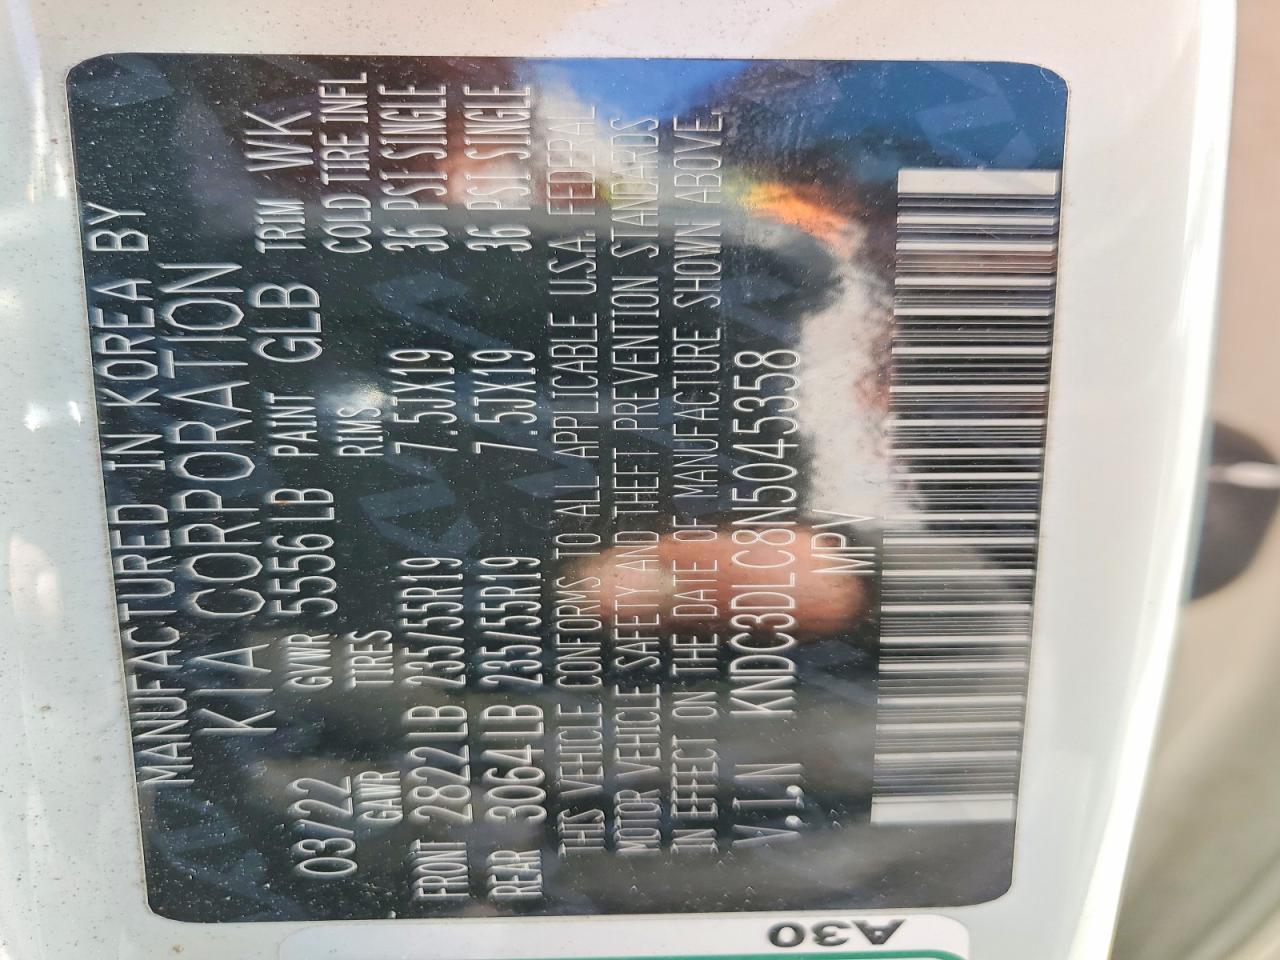 MANUFACTURED IN KOREA BY
KIA CORPORATION
03/22 GVWR 5556LB PAINT GLB TRIM WK
GAWR TIRES RIMS COLD TIRE INFL
FRONT 2822LB 235/55R19 7.5JX19 36 PSI SINGLE
REAR 3064LB 235/55R19 7.5JX19 36 PSI SINGLE
THIS VEHICLE CONFORMS TO ALL APPLICABLE U.S.A. FEDERAL
MOTOR VEHICLE SAFETY AND THEFT PREVENTION STANDARDS
IN EFFECT ON THE DATE OF MANUFACTURE SHOWN ABOVE.
V.I.N KNDC3DLC8N5045358
MPV
A30